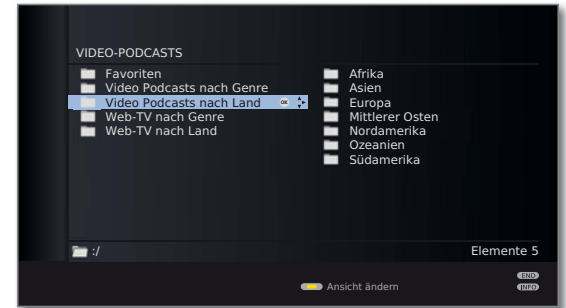 VIDEO-PODCASTS
Favoriten
Video Podcasts nach Genre
Video Podcasts nach Land OK
Web-TV nach Genre
Web-TV nach Land
Afrika
Asien
Europa
Mittlerer Osten
Nordamerika
Ozeanien
Südamerika
:/
Elemente 5
Ansicht ändern
END
INFO